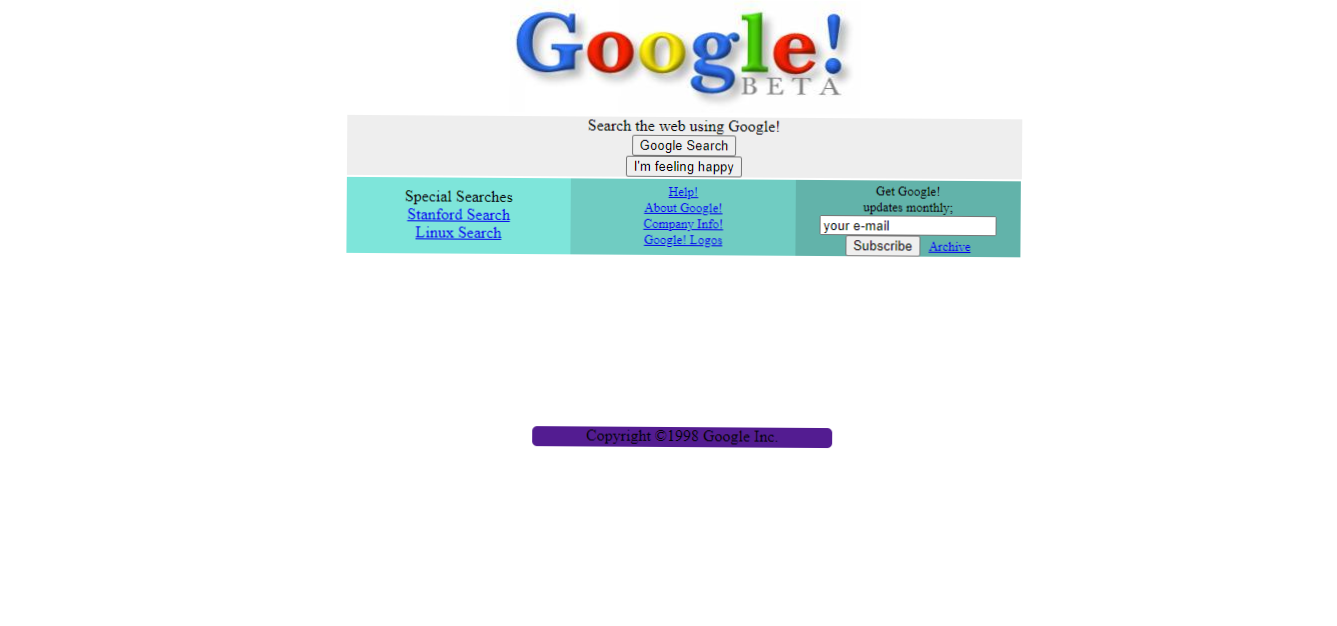 Google!
BETA
Search the web using Google!
Google Search
I'm feeling happy
Special Searches
Stanford Search
Linux Search
Help!
About Google!
Company Info!
Google! Logos
Get Google!
updates monthly;
your e-mail
Subscribe Archive
Copyright ©1998 Google Inc.